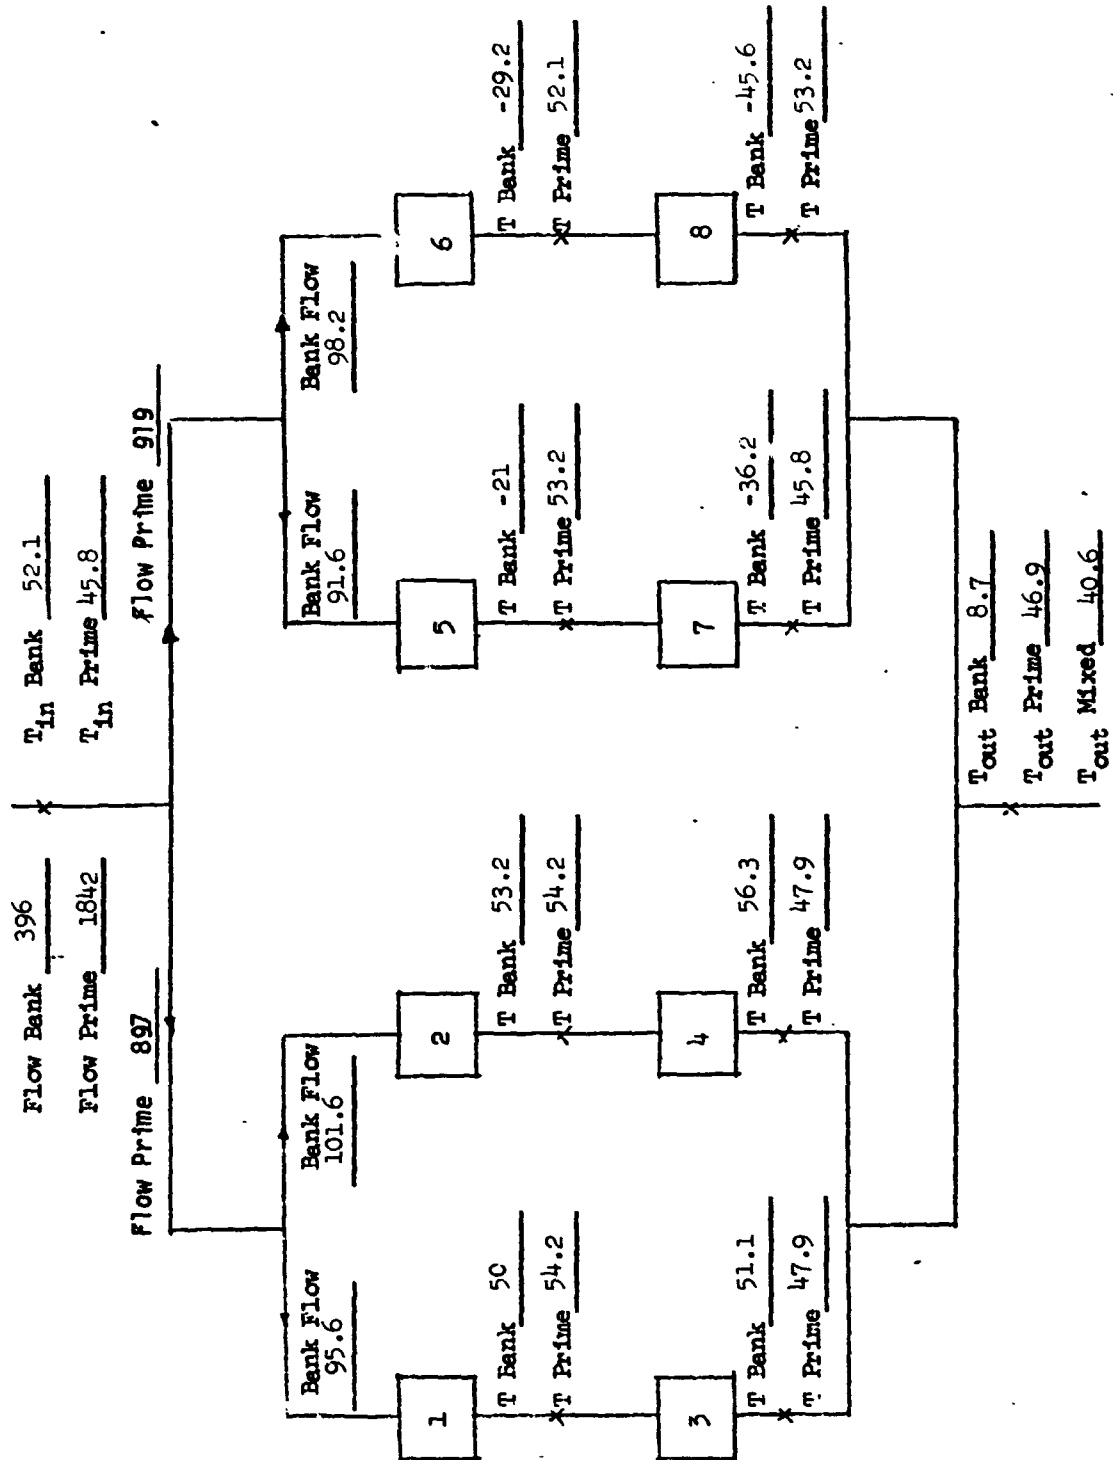 Flow Bank 396
Flow Prime 1842
T in Bank 52.1
T in Prime 45.8
Flow Prime 897
Flow Prime 919
Bank Flow
95.6
Bank Flow
101.6
Bank Flow
91.6
Bank Flow
98.2
1
2
5
6
T Bank 50
T Prime 54.2
T Bank 53.2
T Prime 54.2
T Bank -21
T Prime 53.2
T Bank -29.2
T Prime 52.1
3
4
7
8
T Bank 51.1
T Prime 47.9
T Bank 56.3
T Prime 47.9
T Bank -36.2
T Prime 45.8
T Bank -45.6
T Prime 53.2
T out Bank 8.7
T out Prime 46.9
T out Mixed 40.6